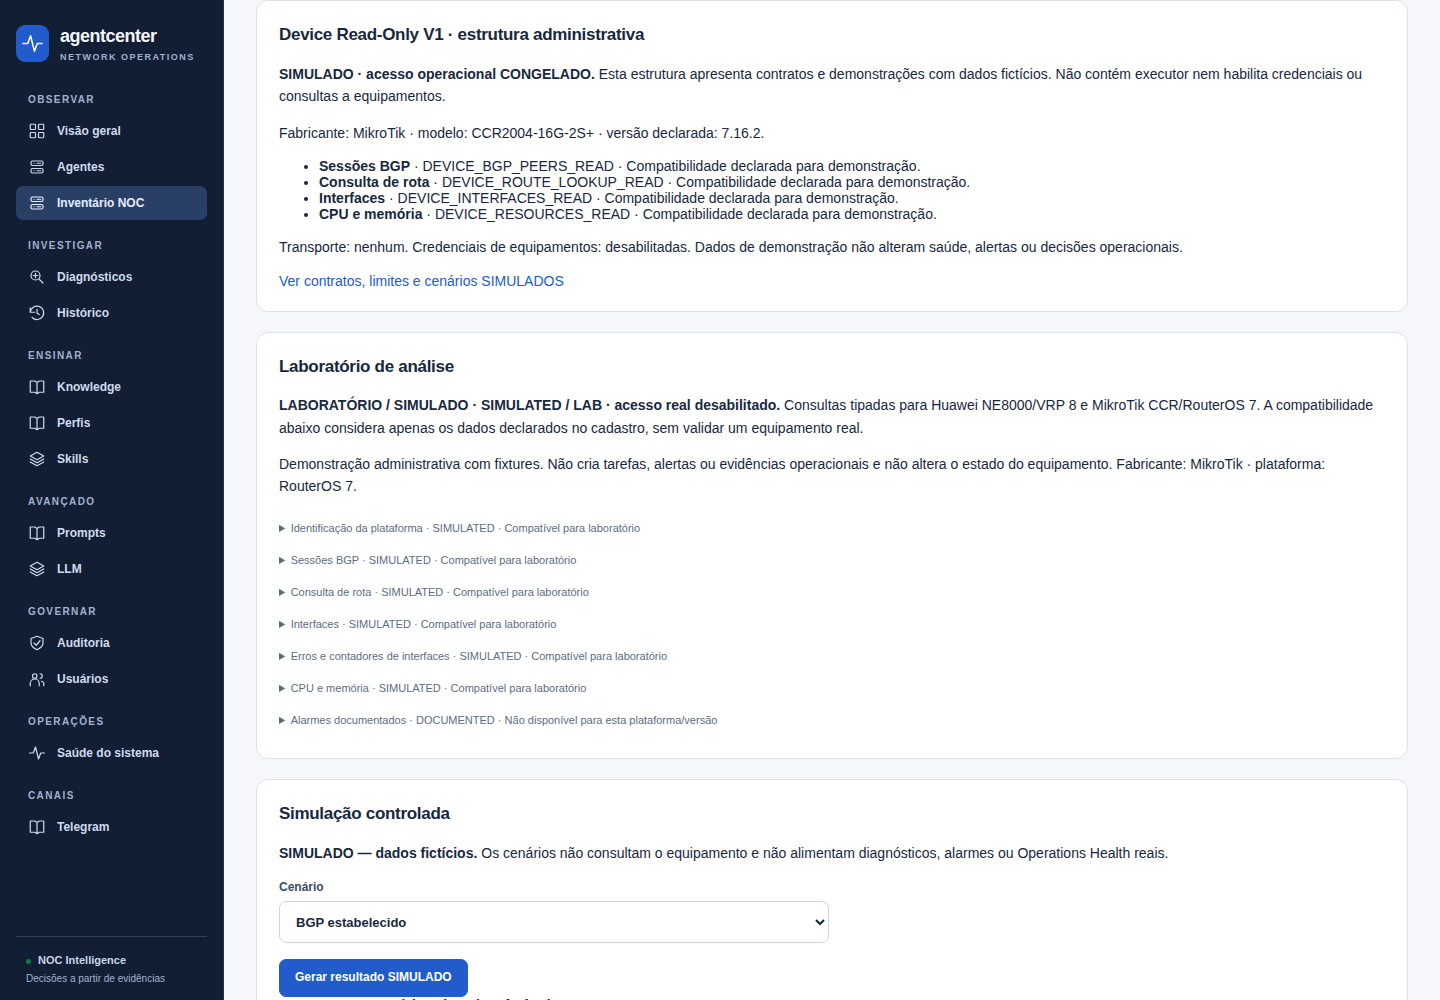 agentcenter
NETWORK OPERATIONS
OBSERVAR
Visão geral
Agentes
Inventário NOC
INVESTIGAR
Diagnósticos
Histórico
ENSINAR
Knowledge
Perfis
Skills
AVANÇADO
Prompts
LLM
GOVERNAR
Auditoria
Usuários
OPERAÇÕES
Saúde do sistema
CANAIS
Telegram
NOC Intelligence
Decisões a partir de evidências
Device Read-Only V1 · estrutura administrativa
SIMULADO · acesso operacional CONGELADO. Esta estrutura apresenta contratos e demonstrações com dados fictícios. Não contém executor nem habilita credenciais ou
consultas a equipamentos.
Fabricante: MikroTik · modelo: CCR2004-16G-2S+ · versão declarada: 7.16.2.
• Sessões BGP · DEVICE_BGP_PEERS_READ · Compatibilidade declarada para demonstração.
• Consulta de rota · DEVICE_ROUTE_LOOKUP_READ · Compatibilidade declarada para demonstração.
• Interfaces · DEVICE_INTERFACES_READ · Compatibilidade declarada para demonstração.
• CPU e memória · DEVICE_RESOURCES_READ · Compatibilidade declarada para demonstração.
Transporte: nenhum. Credenciais de equipamentos: desabilitadas. Dados de demonstração não alteram saúde, alertas ou decisões operacionais.
Ver contratos, limites e cenários SIMULADOS
Laboratório de análise
LABORATÓRIO / SIMULADO · SIMULATED / LAB · acesso real desabilitado. Consultas tipadas para Huawei NE8000/VRP 8 e MikroTik CCR/RouterOS 7. A compatibilidade
abaixo considera apenas os dados declarados no cadastro, sem validar um equipamento real.
Demonstração administrativa com fixtures. Não cria tarefas, alertas ou evidências operacionais e não altera o estado do equipamento. Fabricante: MikroTik · plataforma:
RouterOS 7.
▶ Identificação da plataforma · SIMULATED · Compatível para laboratório
▶ Sessões BGP · SIMULATED · Compatível para laboratório
▶ Consulta de rota · SIMULATED · Compatível para laboratório
▶ Interfaces · SIMULATED · Compatível para laboratório
▶ Erros e contadores de interfaces · SIMULATED · Compatível para laboratório
▶ CPU e memória · SIMULATED · Compatível para laboratório
▶ Alarmes documentados · DOCUMENTED · Não disponível para esta plataforma/versão
Simulação controlada
SIMULADO — dados fictícios. Os cenários não consultam o equipamento e não alimentam diagnósticos, alarmes ou Operations Health reais.
Cenário
BGP estabelecido
Gerar resultado SIMULADO